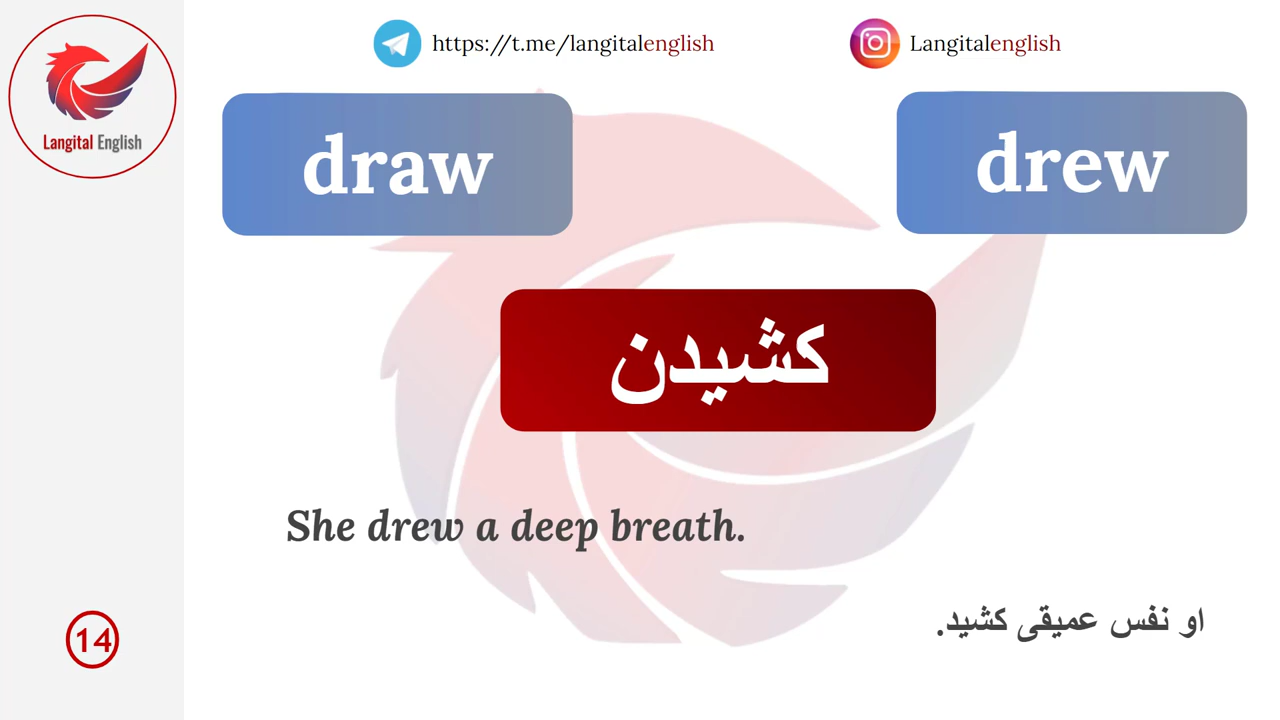 https://t.me/langitalenglish
Langitalenglish
Langital English
draw
drew
کشیدن
She drew a deep breath.
او نفس عمیقی کشید.
14